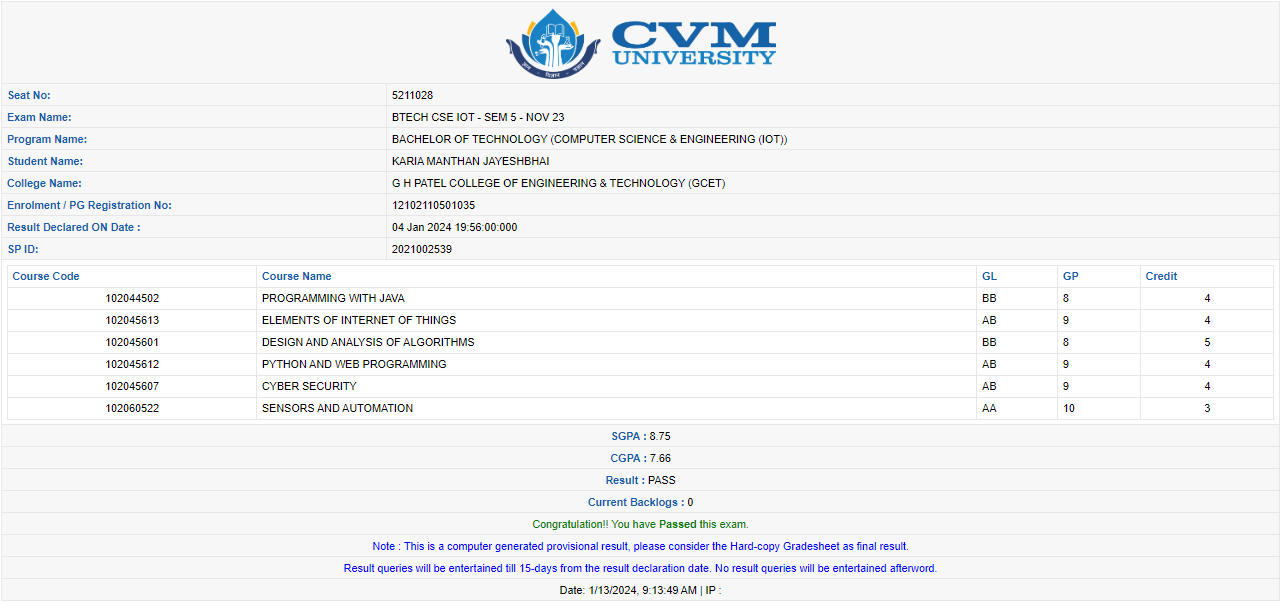 CVM
UNIVERSITY
Seat No: 5211028
Exam Name: BTECH CSE IOT - SEM 5 - NOV 23
Program Name: BACHELOR OF TECHNOLOGY (COMPUTER SCIENCE & ENGINEERING (IOT))
Student Name: KARIA MANTHAN JAYESHBHAI
College Name: G H PATEL COLLEGE OF ENGINEERING & TECHNOLOGY (GCET)
Enrolment / PG Registration No: 12102110501035
Result Declared ON Date : 04 Jan 2024 19:56:00:000
SP ID: 2021002539
Course Code Course Name GL GP Credit
102044502 PROGRAMMING WITH JAVA BB 8 4
102045613 ELEMENTS OF INTERNET OF THINGS AB 9 4
102045601 DESIGN AND ANALYSIS OF ALGORITHMS BB 8 5
102045612 PYTHON AND WEB PROGRAMMING AB 9 4
102045607 CYBER SECURITY AB 9 4
102060522 SENSORS AND AUTOMATION AA 10 3
SGPA : 8.75
CGPA : 7.66
Result : PASS
Current Backlogs : 0
Congratulation!! You have Passed this exam.
Note : This is a computer generated provisional result, please consider the Hard-copy Gradesheet as final result.
Result queries will be entertained till 15-days from the result declaration date. No result queries will be entertained afterword.
Date: 1/13/2024, 9:13:49 AM | IP :